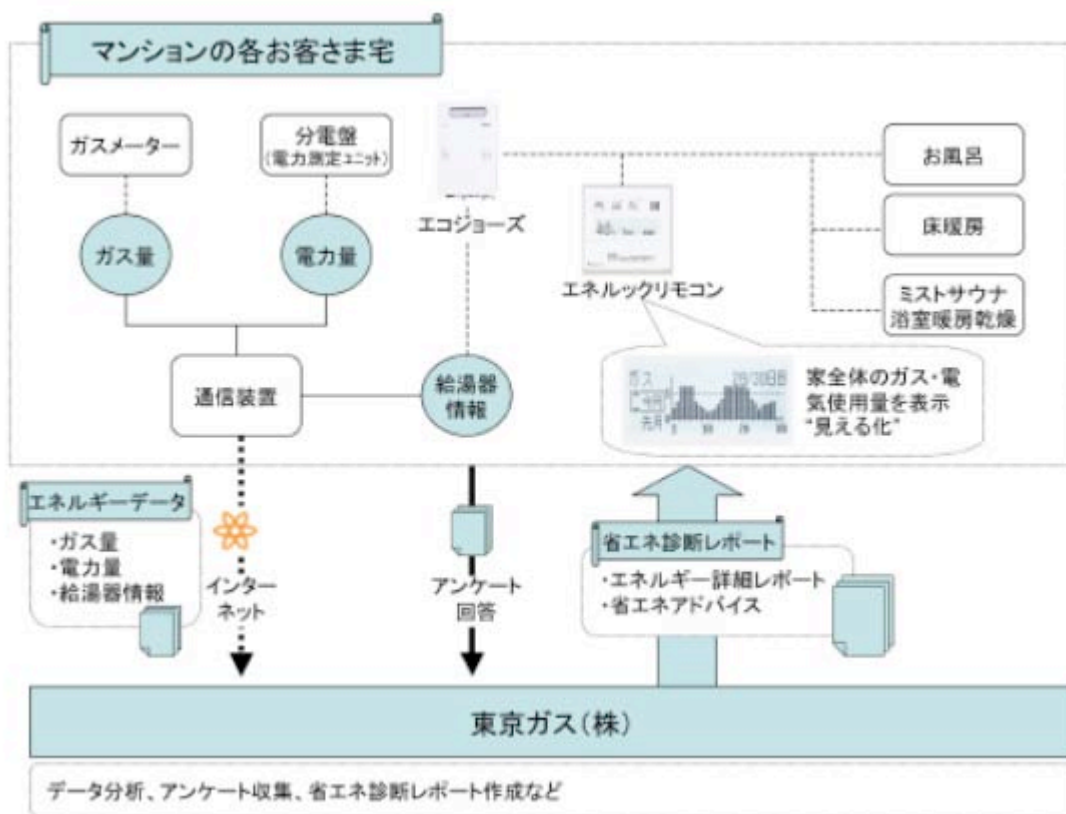 マンションの各お客さま宅
ガスメーター
分電盤
(電力測定ユニット)
エコジョーズ
お風呂
床暖房
ミストサウナ
浴室暖房乾燥
ガス量
電力量
エネルックリモコン
通信装置
給湯器
情報
ガス
家全体のガス・電
気使用量を表示
“見える化”
エネルギーデータ
・ガス量
・電力量
・給湯器情報
インター
ネット
アンケート
回答
省エネ診断レポート
・エネルギー詳細レポート
・省エネアドバイス
東京ガス(株)
データ分析、アンケート収集、省エネ診断レポート作成など